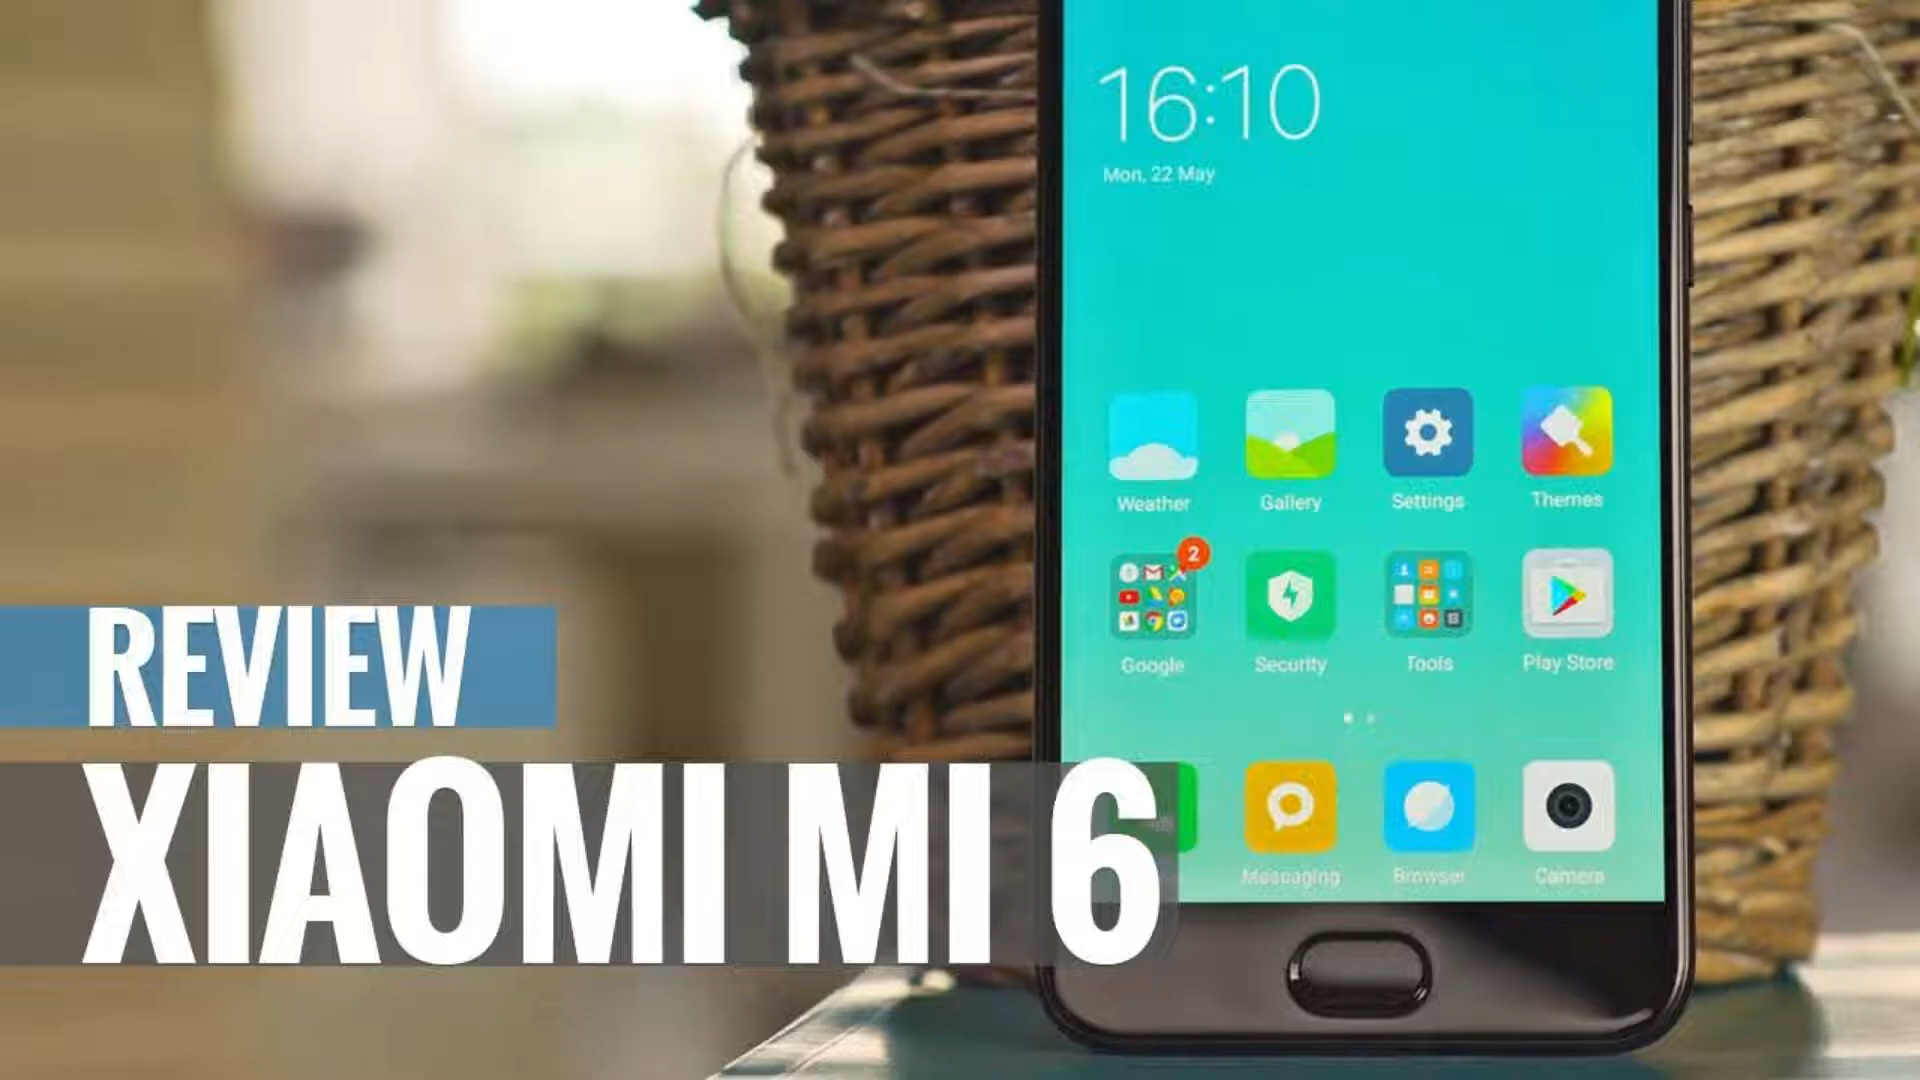 16:10
Mon, 22 May
Weather
Gallery
Settings
Themes
2
Google
Security
Tools
Play Store
Messaging
Browser
Camera
REVIEW
XIAOMI MI 6